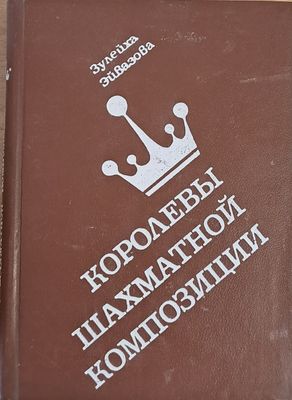 Зулейха
Эйвазова
КОРОЛЕВЫ
ШАХМАТНОЙ
КОМПОЗИЦИИ